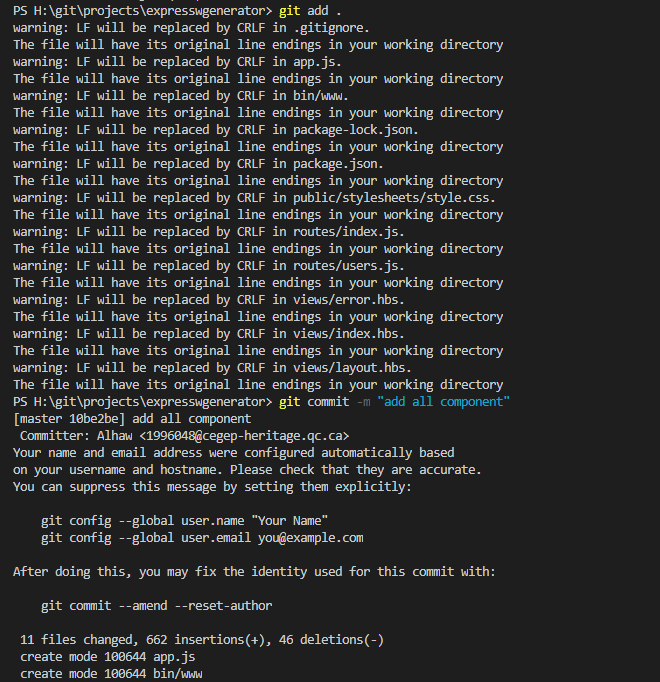 PS H:\git\projects\expresswgenerator> git add .
warning: LF will be replaced by CRLF in .gitignore.
The file will have its original line endings in your working directory
warning: LF will be replaced by CRLF in app.js.
The file will have its original line endings in your working directory
warning: LF will be replaced by CRLF in bin/www.
The file will have its original line endings in your working directory
warning: LF will be replaced by CRLF in package-lock.json.
The file will have its original line endings in your working directory
warning: LF will be replaced by CRLF in package.json.
The file will have its original line endings in your working directory
warning: LF will be replaced by CRLF in public/stylesheets/style.css.
The file will have its original line endings in your working directory
warning: LF will be replaced by CRLF in routes/index.js.
The file will have its original line endings in your working directory
warning: LF will be replaced by CRLF in routes/users.js.
The file will have its original line endings in your working directory
warning: LF will be replaced by CRLF in views/error.hbs.
The file will have its original line endings in your working directory
warning: LF will be replaced by CRLF in views/index.hbs.
The file will have its original line endings in your working directory
warning: LF will be replaced by CRLF in views/layout.hbs.
The file will have its original line endings in your working directory
PS H:\git\projects\expresswgenerator> git commit -m "add all component"
[master 10be2be] add all component
 Committer: Alhaw <1996048@cegep-heritage.qc.ca>
Your name and email address were configured automatically based
on your username and hostname. Please check that they are accurate.
You can suppress this message by setting them explicitly:
    git config --global user.name "Your Name"
    git config --global user.email you@example.com
After doing this, you may fix the identity used for this commit with:
    git commit --amend --reset-author
 11 files changed, 662 insertions(+), 46 deletions(-)
 create mode 100644 app.js
 create mode 100644 bin/www